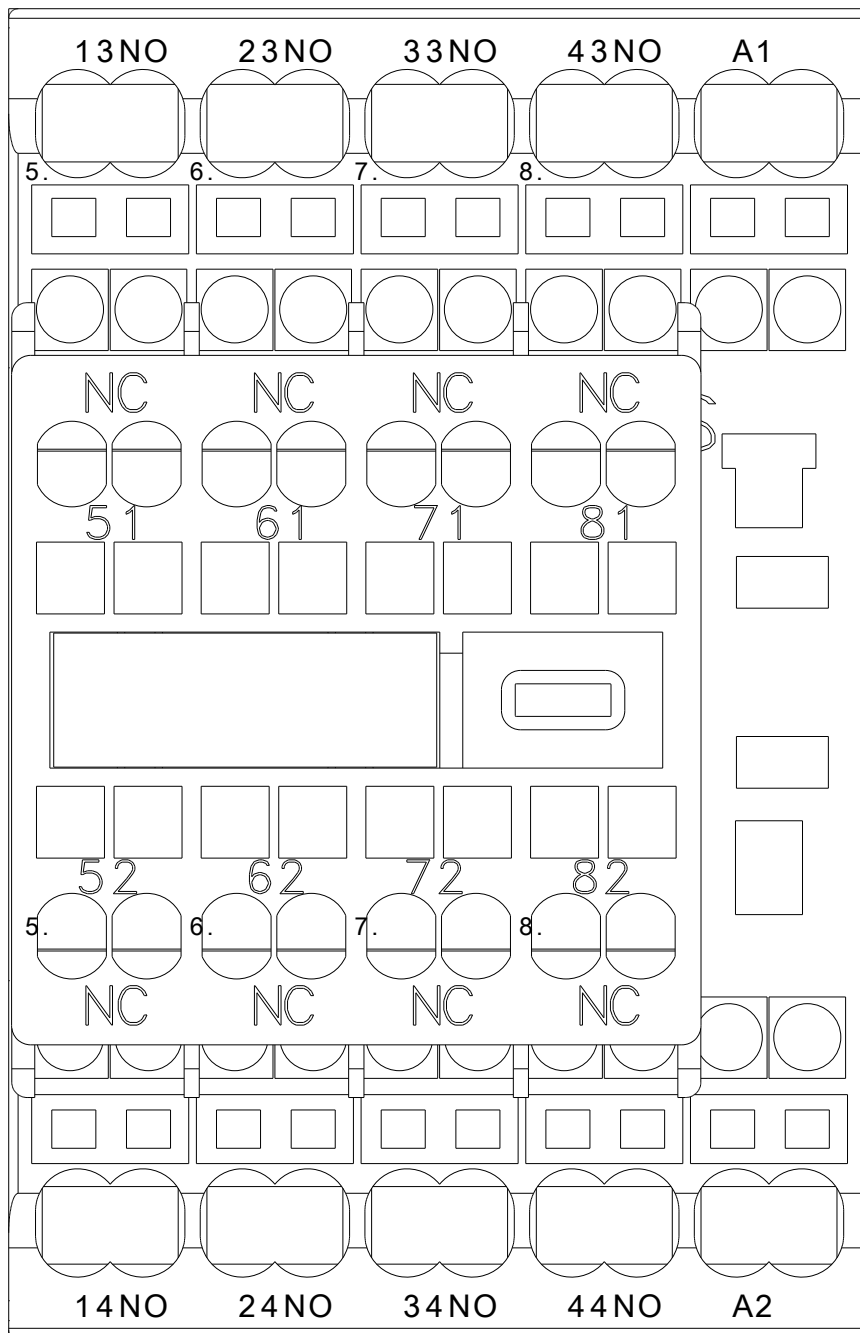 13NO 23NO 33NO 43NO A1
5. 6. 7. 8.
NC NC NC NC
51 61 71 81
52 62 72 82
5. 6. 7. 8.
NC NC NC NC
14NO 24NO 34NO 44NO A2